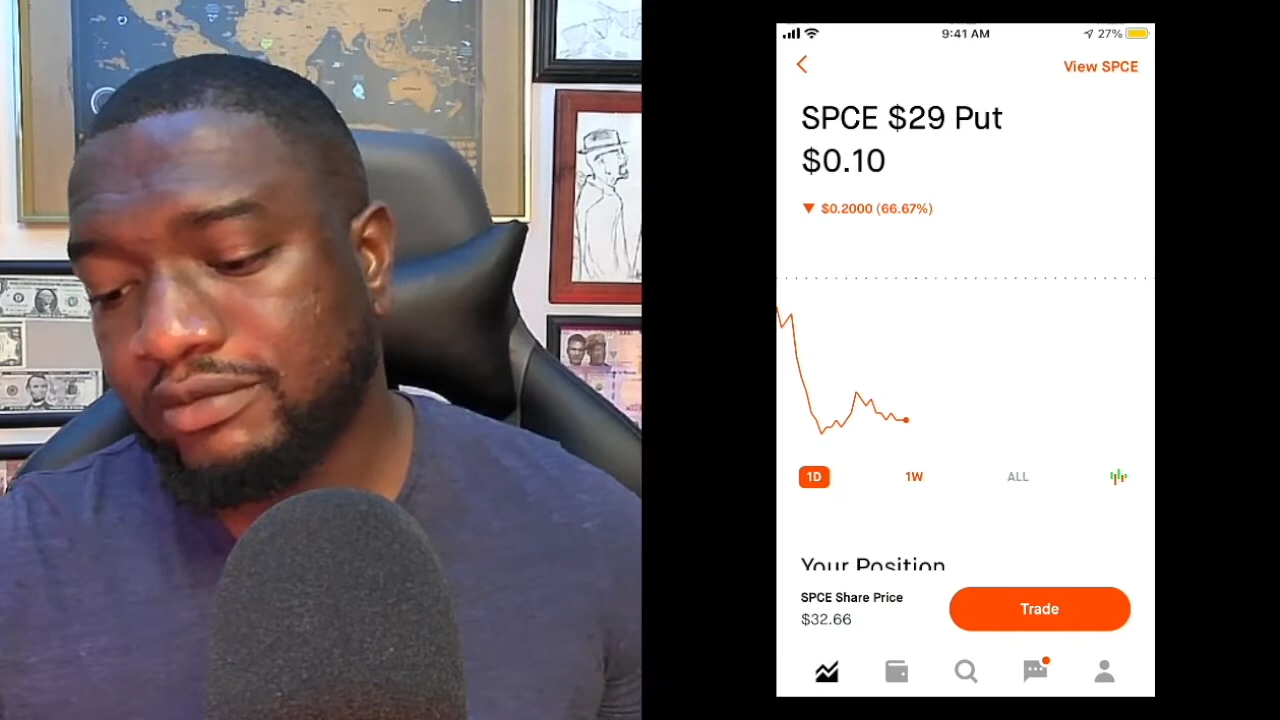 9:41 AM
27%
View SPCE
SPCE $29 Put
$0.10
$0.2000 (66.67%)
1D
1W
ALL
Your Position
SPCE Share Price
$32.66
Trade